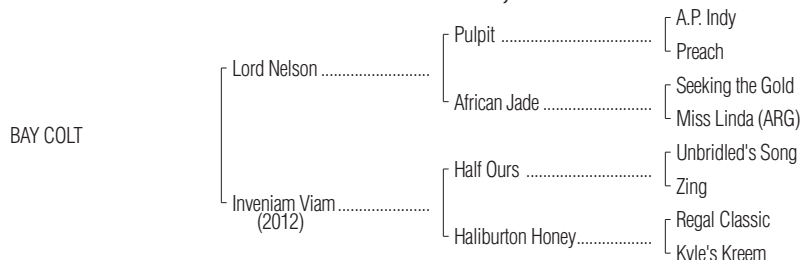 A.P. Indy
Pulpit ......................................
Preach
Lord Nelson ...........................
Seeking the Gold
African Jade ...........................
Miss Linda (ARG)
BAY COLT
Unbridled's Song
Half Ours ................................
Zing
Inveniam Viam .......................
(2012)
Regal Classic
Haliburton Honey...................
Kyle's Kreem